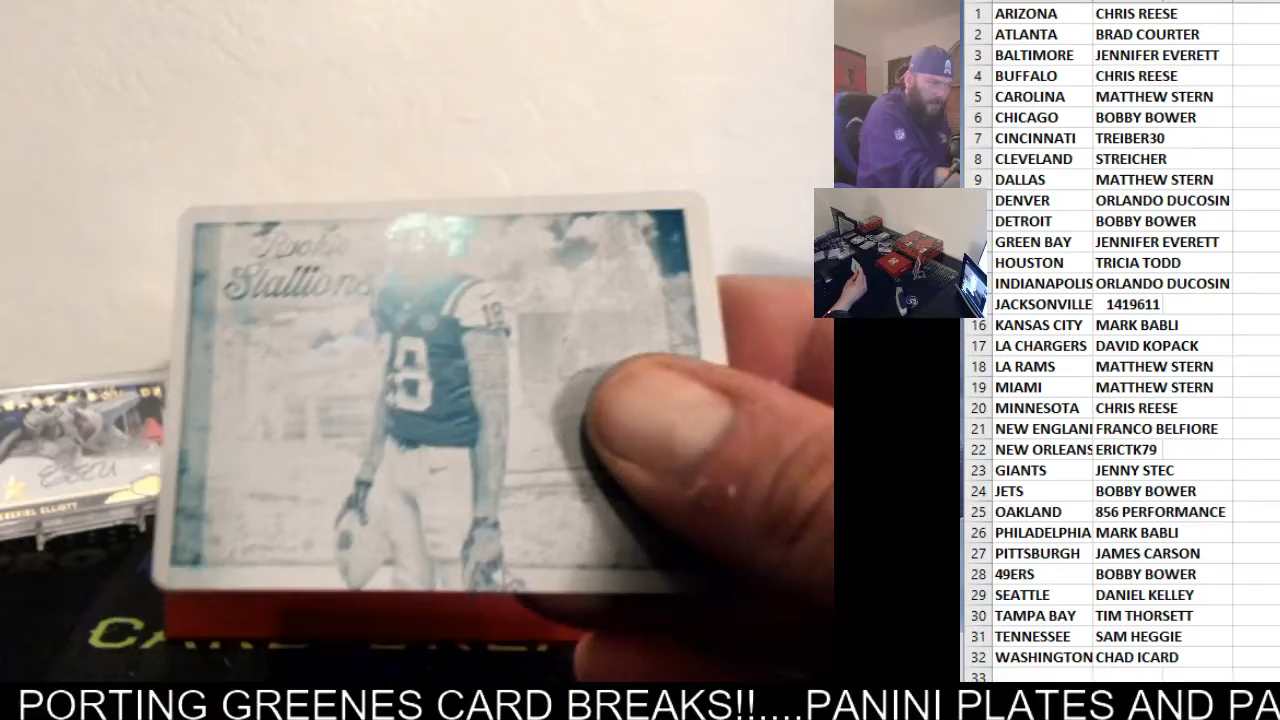 Rookie
Stallions
18
8
EZEKIEL ELLIOTT
1 ARIZONA CHRIS REESE
2 ATLANTA BRAD COURTER
3 BALTIMORE JENNIFER EVERETT
4 BUFFALO CHRIS REESE
5 CAROLINA MATTHEW STERN
6 CHICAGO BOBBY BOWER
7 CINCINNATI TREIBER30
8 CLEVELAND STREICHER
9 DALLAS MATTHEW STERN
DENVER ORLANDO DUCOSIN
DETROIT BOBBY BOWER
GREEN BAY JENNIFER EVERETT
HOUSTON TRICIA TODD
INDIANAPOLIS ORLANDO DUCOSIN
JACKSONVILLE 1419611
16 KANSAS CITY MARK BABLI
17 LA CHARGERS DAVID KOPACK
18 LA RAMS MATTHEW STERN
19 MIAMI MATTHEW STERN
20 MINNESOTA CHRIS REESE
21 NEW ENGLAN FRANCO BELFIORE
22 NEW ORLEANS ERICTK79
23 GIANTS JENNY STEC
24 JETS BOBBY BOWER
25 OAKLAND 856 PERFORMANCE
26 PHILADELPHIA MARK BABLI
27 PITTSBURGH JAMES CARSON
28 49ERS BOBBY BOWER
29 SEATTLE DANIEL KELLEY
30 TAMPA BAY TIM THORSETT
31 TENNESSEE SAM HEGGIE
32 WASHINGTON CHAD ICARD
33
PORTING GREENES CARD BREAKS!!....PANINI PLATES AND PA